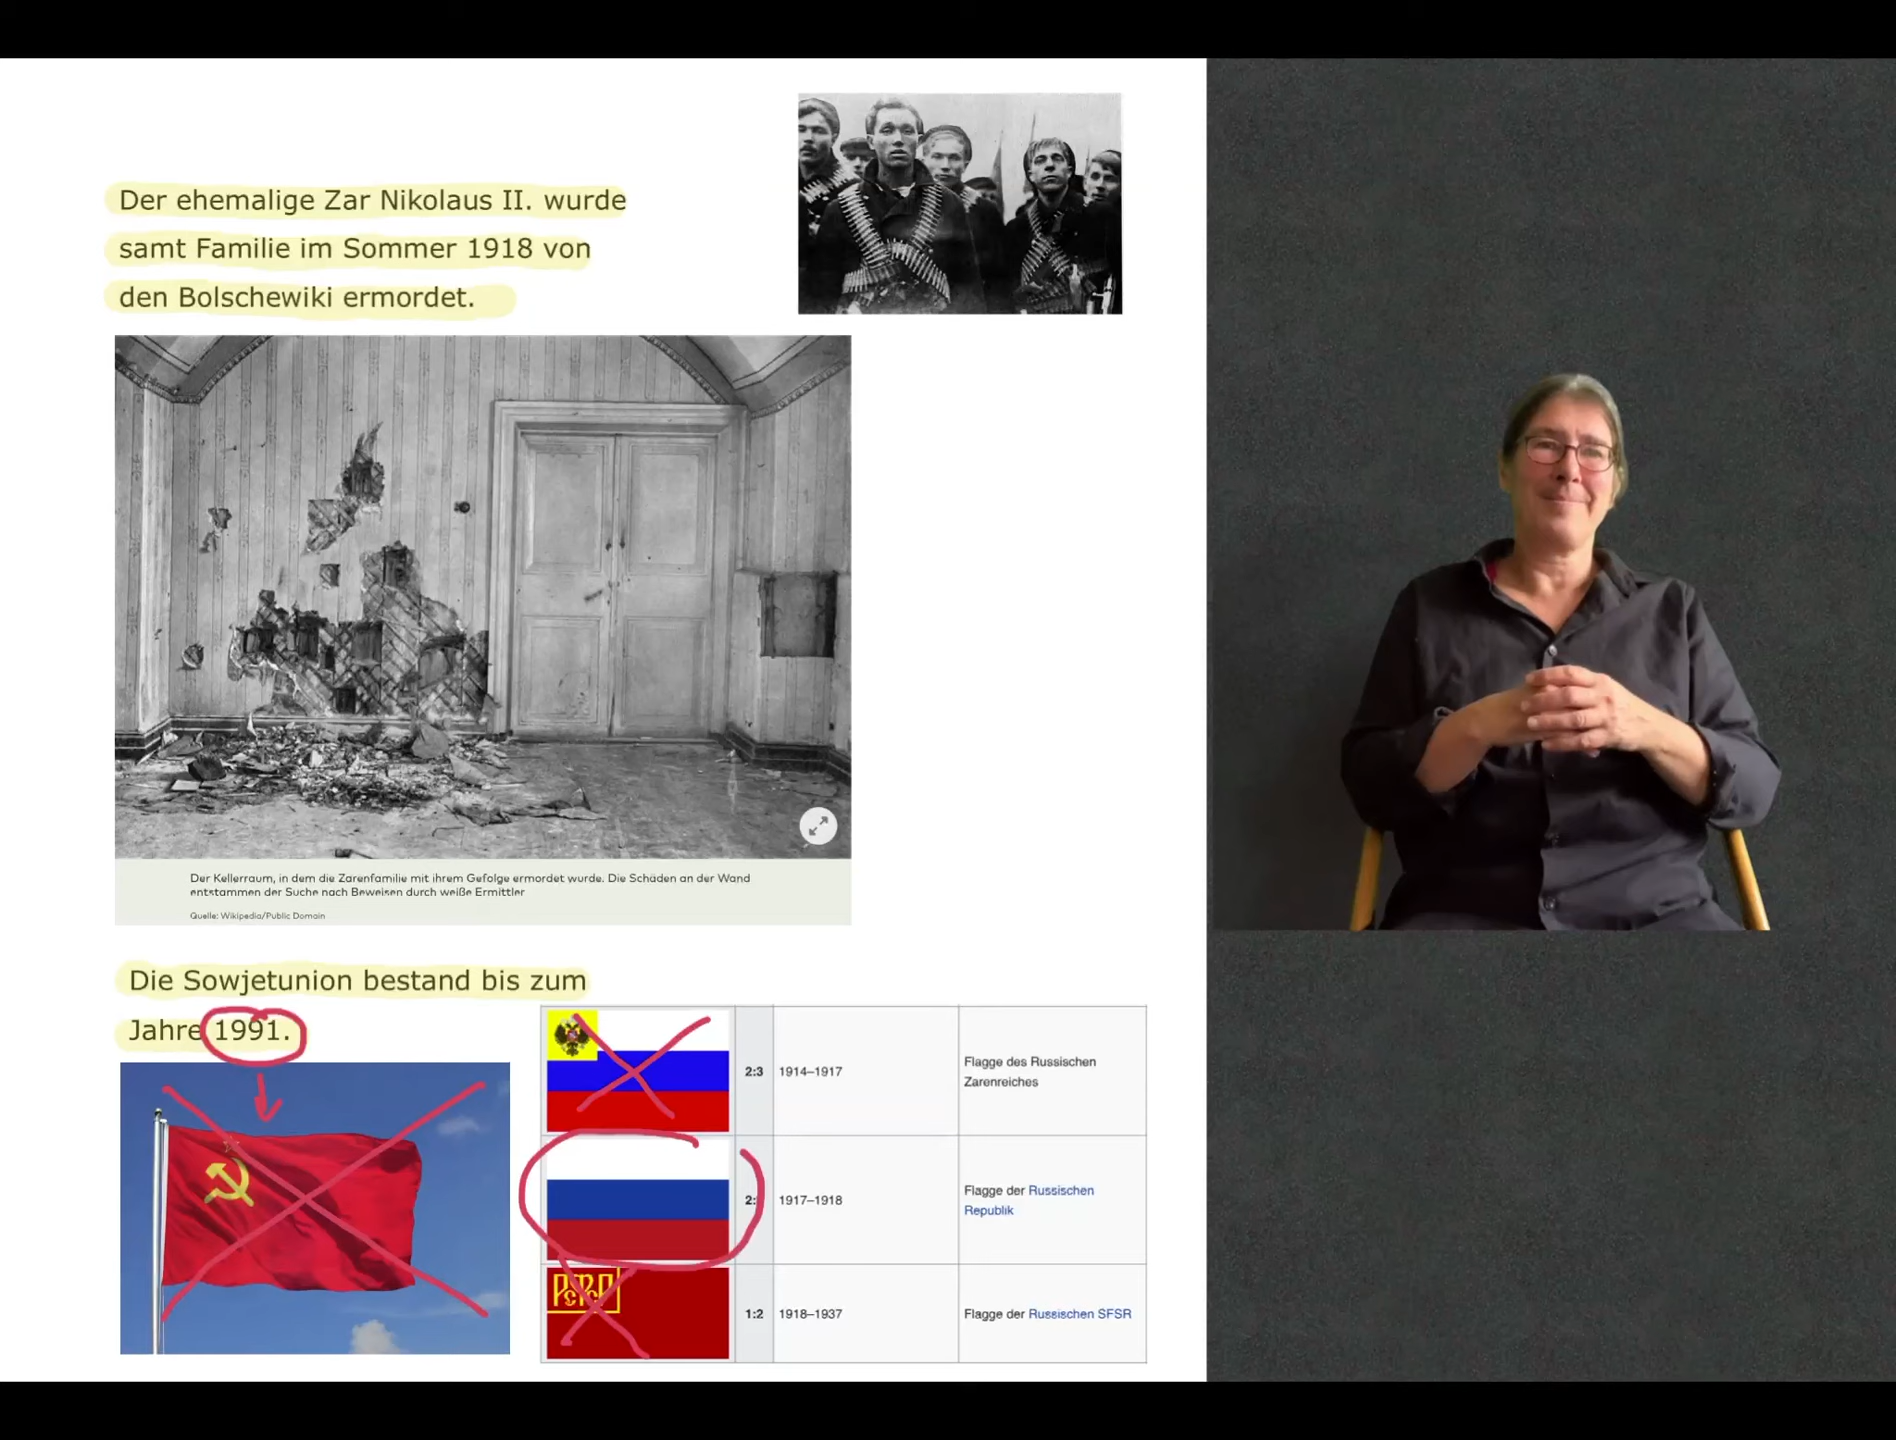 Der ehemalige Zar Nikolaus II. wurde
samt Familie im Sommer 1918 von
den Bolschewiki ermordet.
Der Kellerraum, in dem die Zarenfamilie mit ihrem Gefolge ermordet wurde. Die Schäden an der Wand
entstammen der Suche nach Beweisen durch weiße Ermittler
Quelle: Wikipedia/Public Domain
Die Sowjetunion bestand bis zum
Jahre 1991.
2:3
1914–1917
Flagge des Russischen
Zarenreiches
2:
1917–1918
Flagge der Russischen
Republik
РСФСР
1:2
1918–1937
Flagge der Russischen SFSR